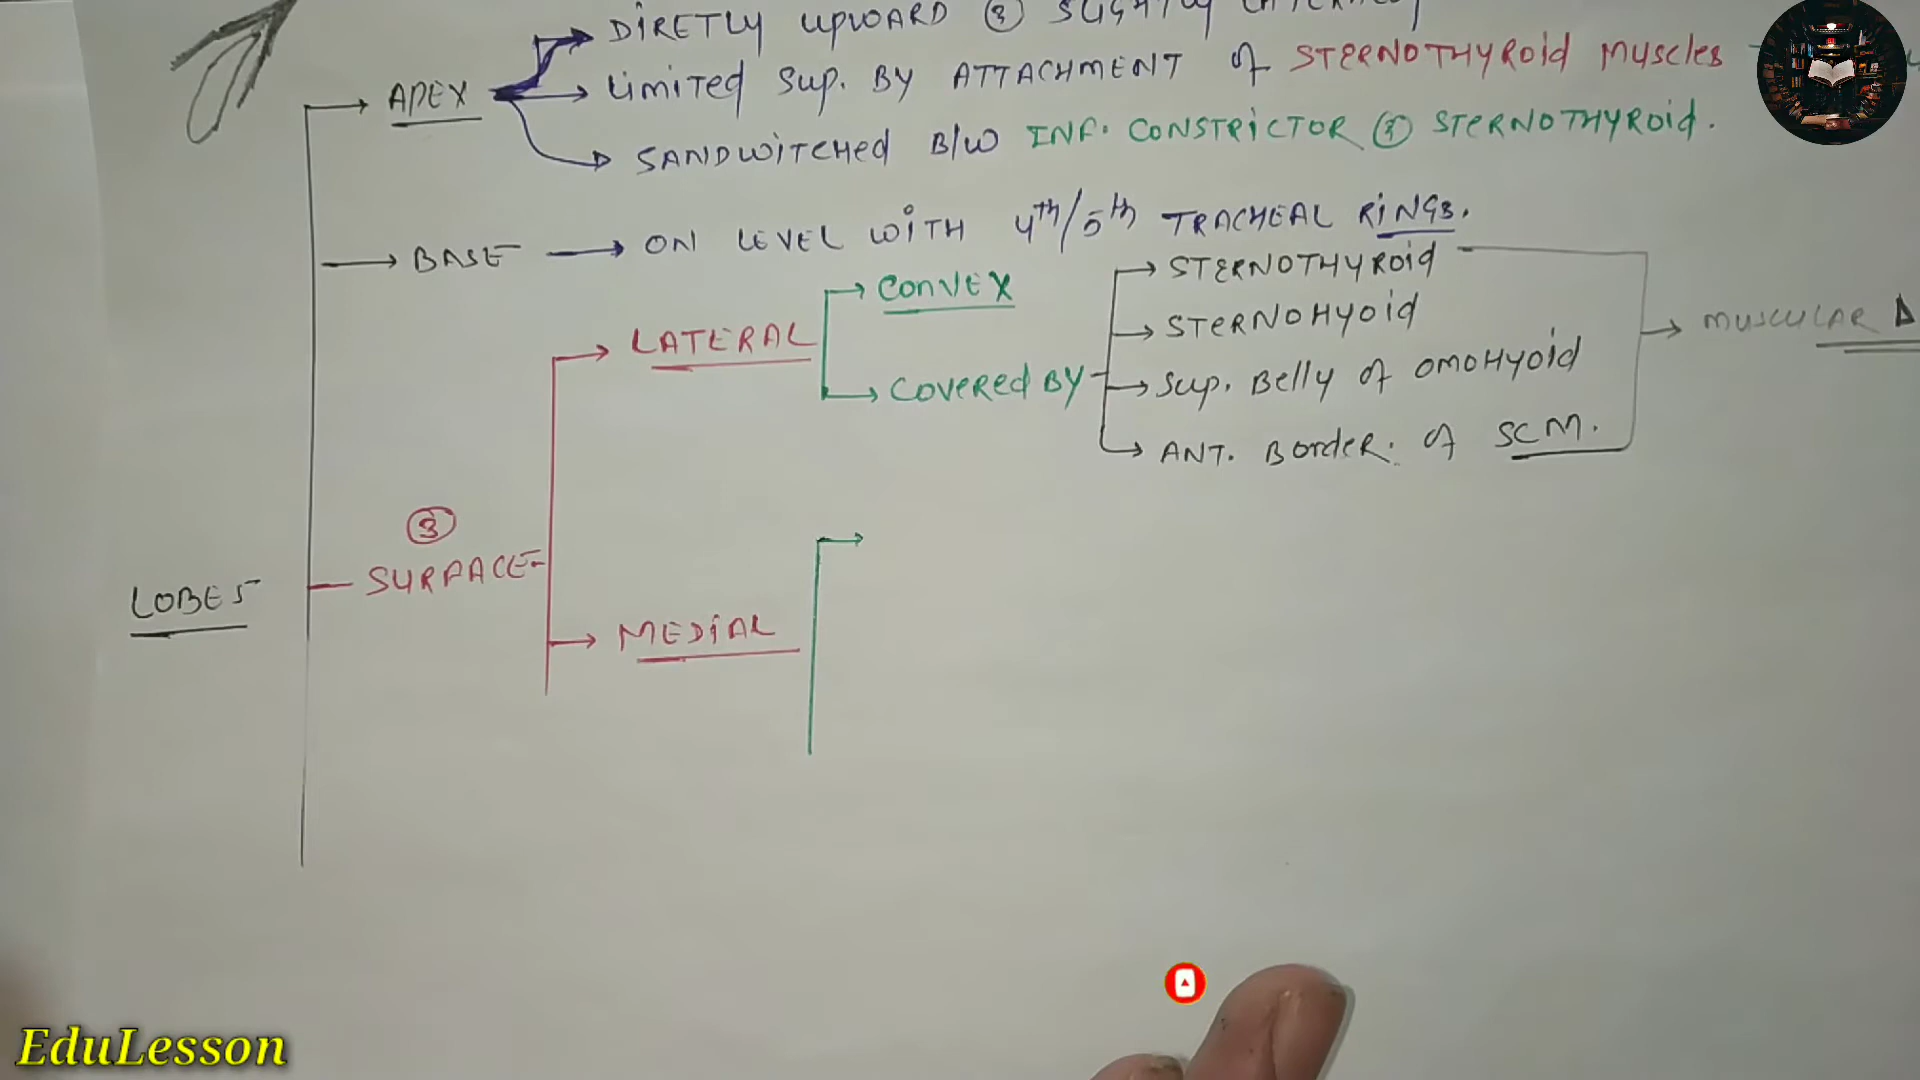 DIRETLY UPWARD & SLIGHTLY
APEX
LIMITED SUP. BY ATTACHMENT OF STERNOTHYROID MUSCLES
SANDWITCHED B/W INF. CONSTRICTOR & STERNOTHYROID.
BASE ON LEVEL WITH 4th/5th TRACHEAL RINGS.
STERNOTHYROID
CONVEX
STERNOHYOID
MUSCULAR Δ
LATERAL
COVERED BY
SUP. BELLY OF OMOHYOID
ANT. BORDER. OF SCM.
3
SURFACE
LOBES
MEDIAL
EduLesson